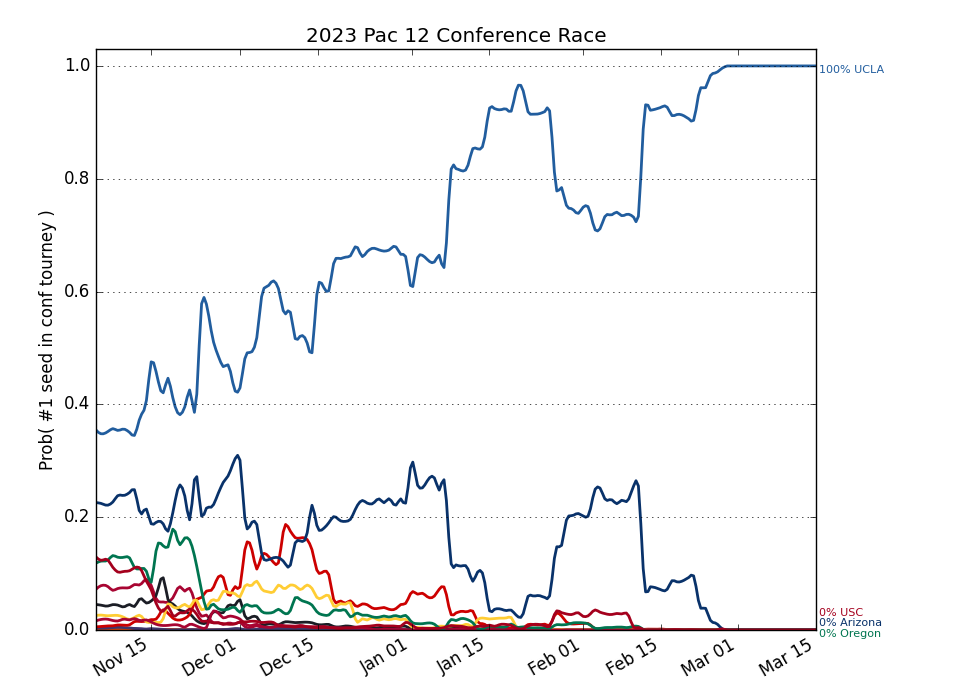 2023 Pac 12 Conference Race
Prob( #1 seed in conf tourney )
1.0
0.8
0.6
0.4
0.2
0.0
100% UCLA
0% USC
0% Arizona
0% Oregon
Nov 15
Dec 01
Dec 15
Jan 01
Jan 15
Feb 01
Feb 15
Mar 01
Mar 15